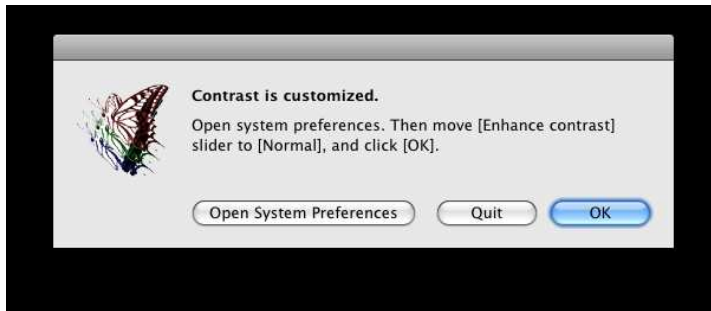 Contrast is customized.
Open system preferences. Then move [Enhance contrast]
slider to [Normal], and click [OK].
Open System Preferences Quit OK